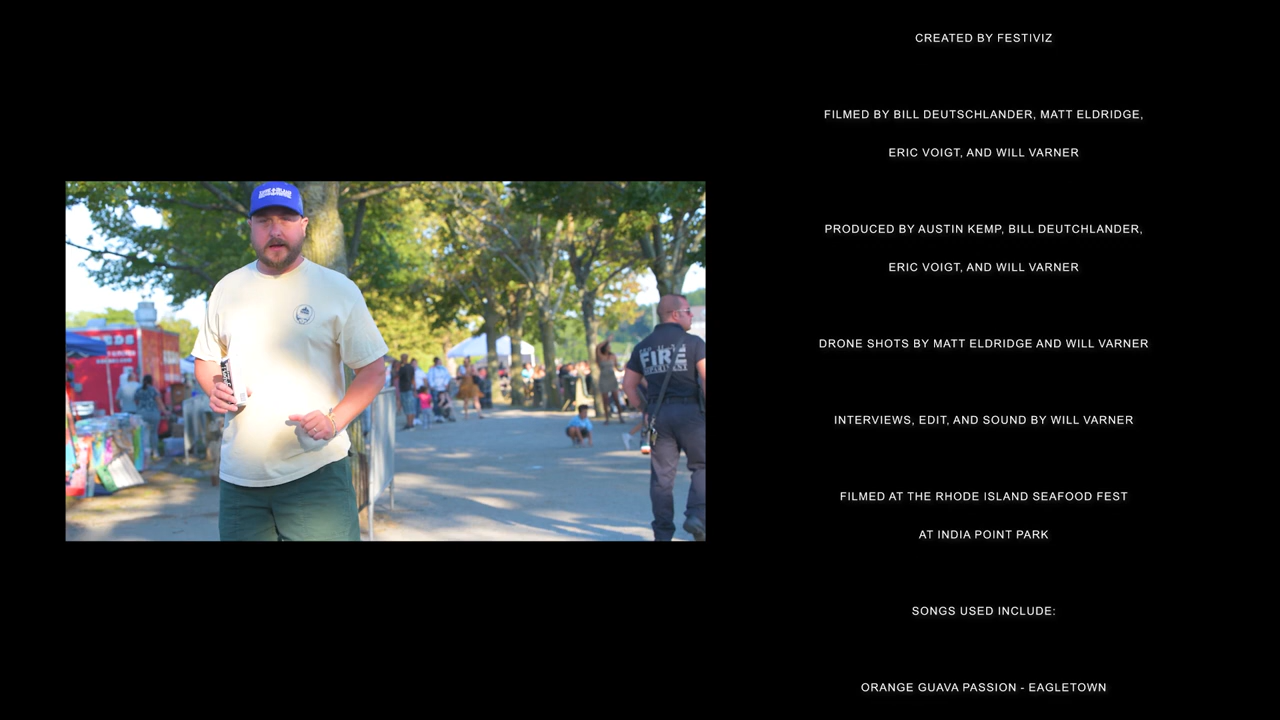 CREATED BY FESTIVIZ
FILMED BY BILL DEUTSCHLANDER, MATT ELDRIDGE,
ERIC VOIGT, AND WILL VARNER
PRODUCED BY AUSTIN KEMP, BILL DEUTCHLANDER,
ERIC VOIGT, AND WILL VARNER
DRONE SHOTS BY MATT ELDRIDGE AND WILL VARNER
INTERVIEWS, EDIT, AND SOUND BY WILL VARNER
FILMED AT THE RHODE ISLAND SEAFOOD FEST
AT INDIA POINT PARK
SONGS USED INCLUDE:
ORANGE GUAVA PASSION - EAGLETOWN
FIRE
DEPARTMENT